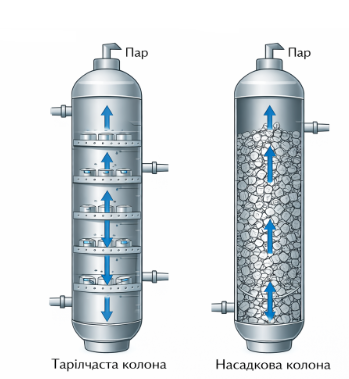 Пар
Пар
Тарілчаста колона
Насадкова колона